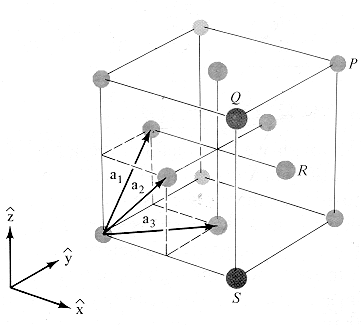 P
Q
a₁
R
a₂
a₃
ẑ
ŷ
x̂
S